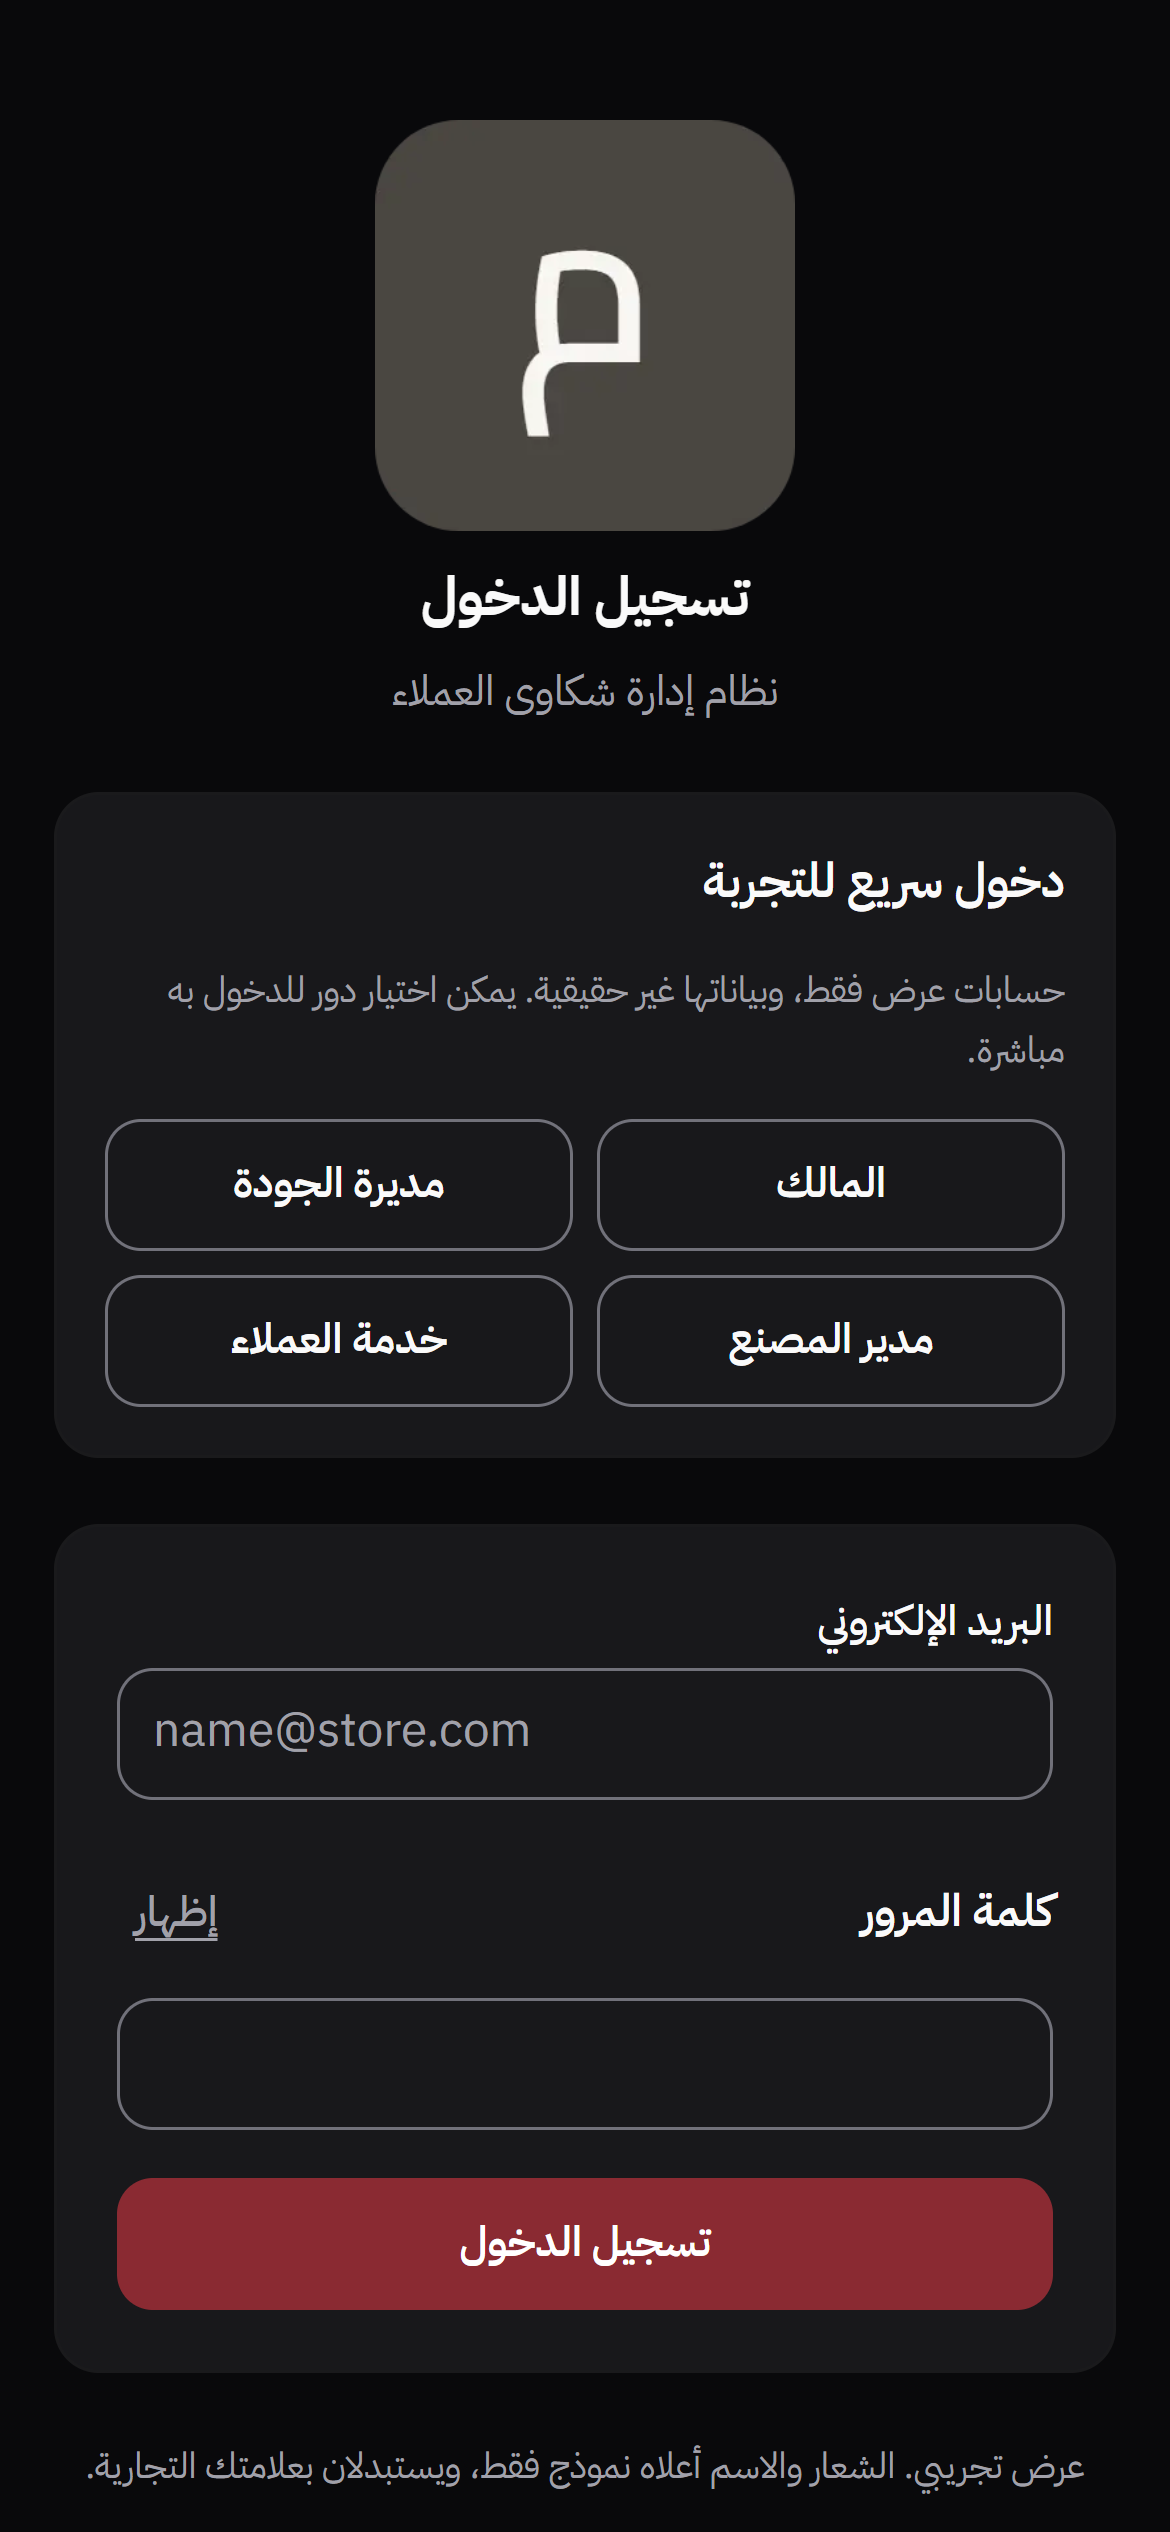 م
تسجيل الدخول
نظام إدارة شكاوى العملاء
دخول سريع للتجربة
حسابات عرض فقط، وبياناتها غير حقيقية. يمكن اختيار دور للدخول به
مباشرة.
المالك
مديرة الجودة
مدير المصنع
خدمة العملاء
البريد الإلكتروني
name@store.com
كلمة المرور
إظهار
تسجيل الدخول
عرض تجريبي. الشعار والاسم أعلاه نموذج فقط، ويستبدلان بعلامتك التجارية.